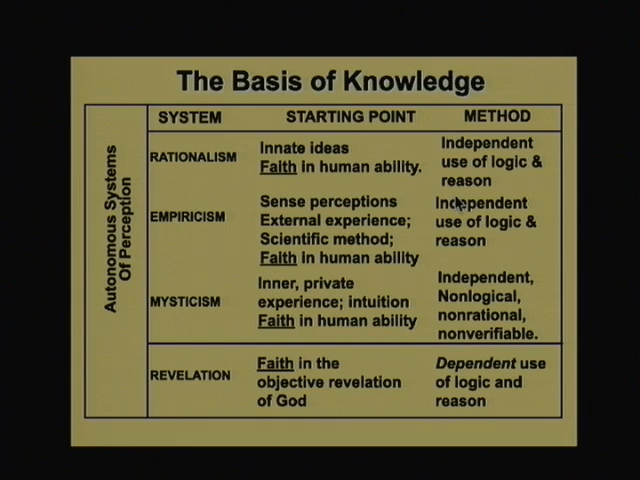 The Basis of Knowledge
SYSTEM STARTING POINT METHOD
Autonomous Systems
Of Perception
RATIONALISM
Innate ideas
Faith in human ability.
Independent
use of logic &
reason
EMPIRICISM
Sense perceptions
External experience;
Scientific method;
Faith in human ability
Independent
use of logic &
reason
MYSTICISM
Inner, private
experience; intuition
Faith in human ability
Independent,
Nonlogical,
nonrational,
nonverifiable.
REVELATION
Faith in the
objective revelation
of God
Dependent use
of logic and
reason